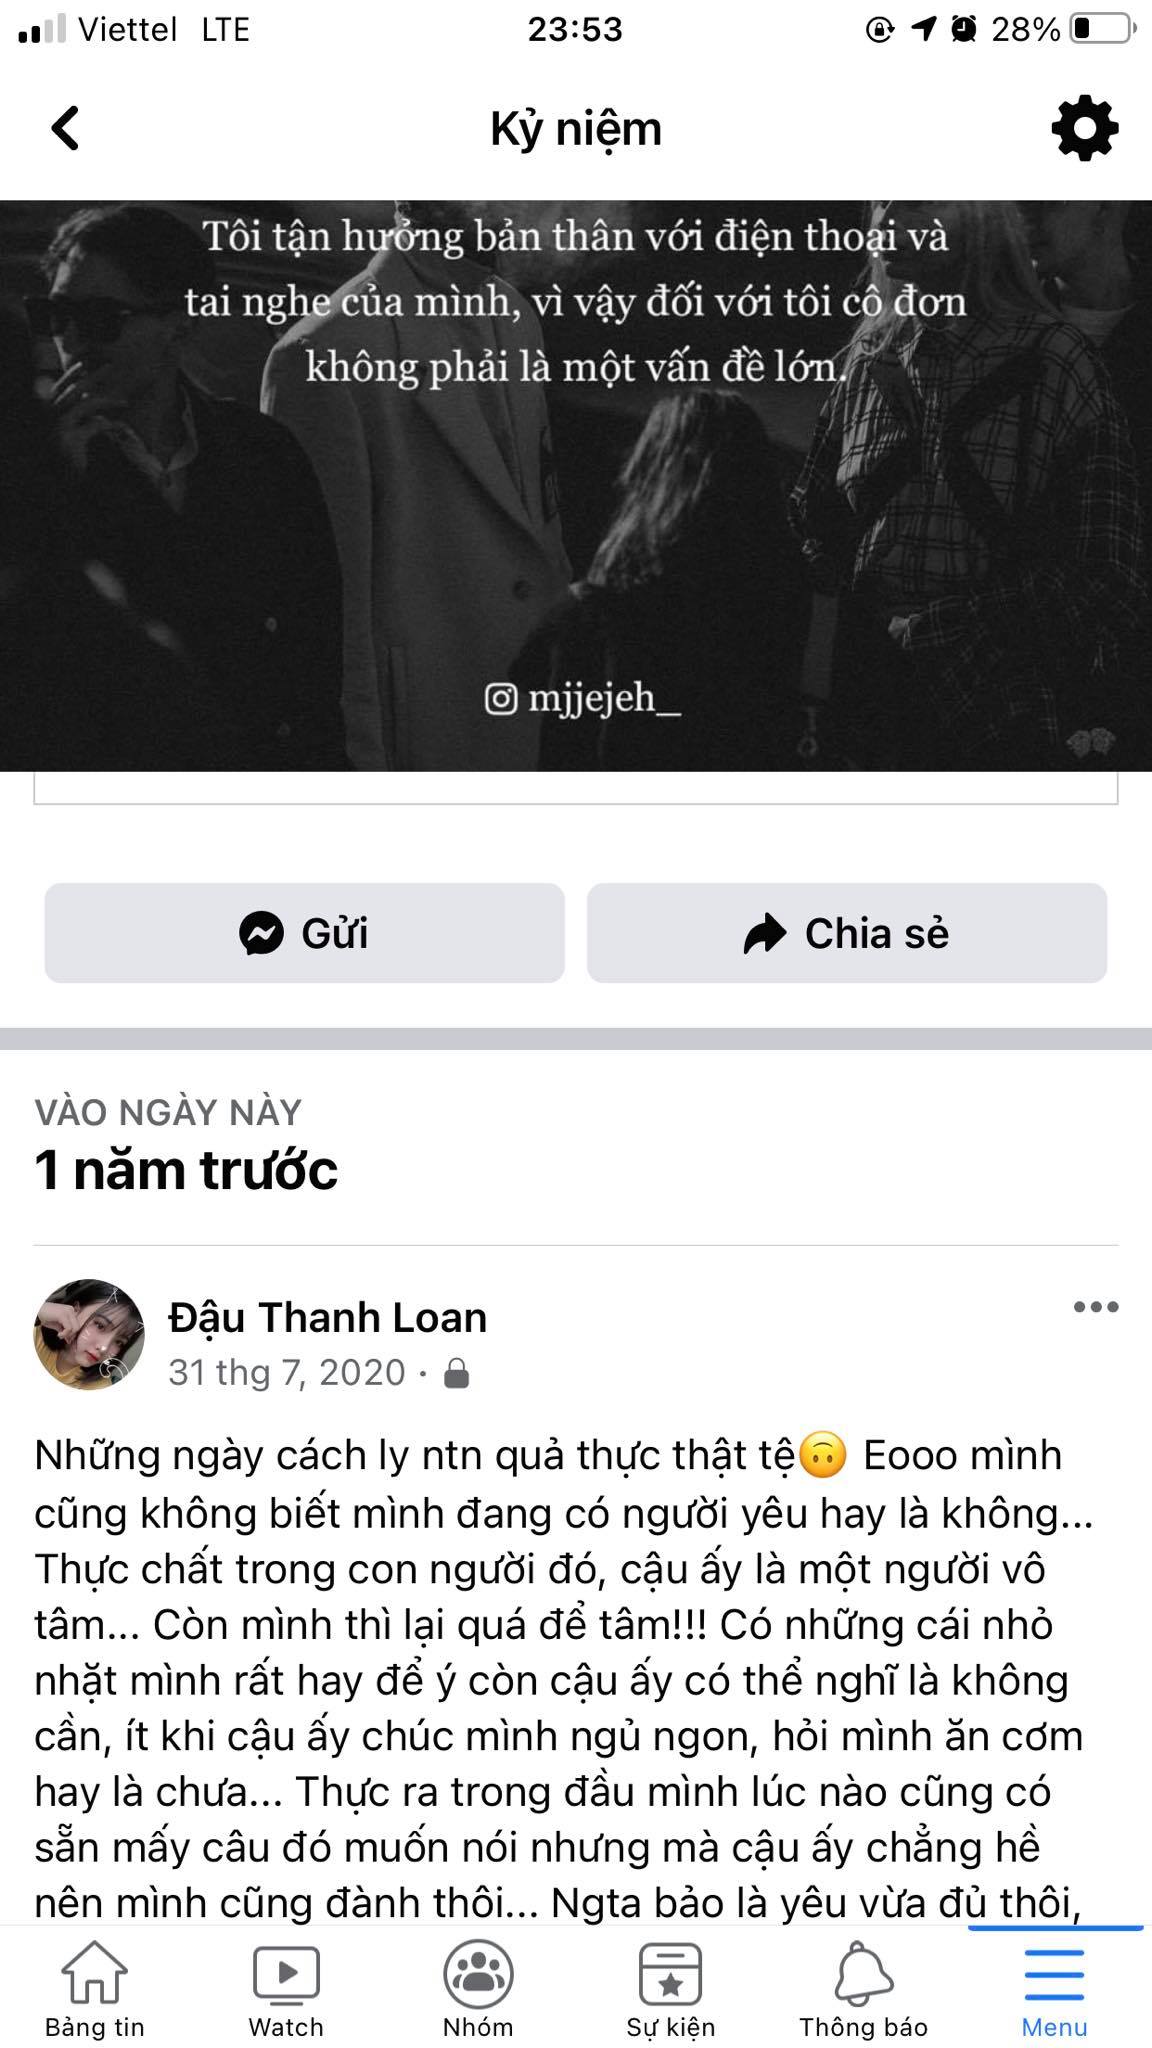 Viettel LTE 23:53 28%
Kỷ niệm
Tôi tận hưởng bản thân với điện thoại và
tai nghe của mình, vì vậy đối với tôi cô đơn
không phải là một vấn đề lớn.
mjjejeh_
Gửi
Chia sẻ
VÀO NGÀY NÀY
1 năm trước
Đậu Thanh Loan
31 thg 7, 2020 ·
Những ngày cách ly ntn quả thực thật tệ🙃 Eooo mình
cũng không biết mình đang có người yêu hay là không...
Thực chất trong con người đó, cậu ấy là một người vô
tâm... Còn mình thì lại quá để tâm!!! Có những cái nhỏ
nhặt mình rất hay để ý còn cậu ấy có thể nghĩ là không
cần, ít khi cậu ấy chúc mình ngủ ngon, hỏi mình ăn cơm
hay là chưa... Thực ra trong đầu mình lúc nào cũng có
sẵn mấy câu đó muốn nói nhưng mà cậu ấy chẳng hề
nên mình cũng đành thôi... Ngta bảo là yêu vừa đủ thôi,
Bảng tin
Watch
Nhóm
Sự kiện
Thông báo
Menu